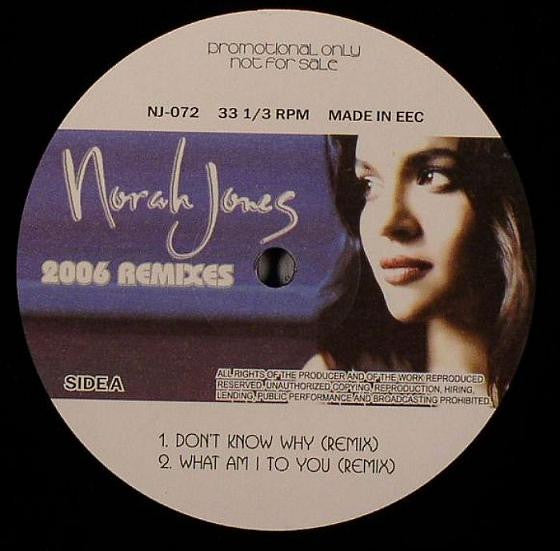 promotional only
not for sale
NJ-072 33 1/3 RPM MADE IN EEC
Norah Jones
2006 REMIXES
SIDE A
ALL RIGHTS OF THE PRODUCER AND OF THE WORK REPRODUCED
RESERVED. UNAUTHORIZED COPYING, REPRODUCTION, HIRING,
LENDING, PUBLIC PERFORMANCE AND BROADCASTING PROHIBITED
1. DON'T KNOW WHY (REMIX)
2. WHAT AM I TO YOU (REMIX)